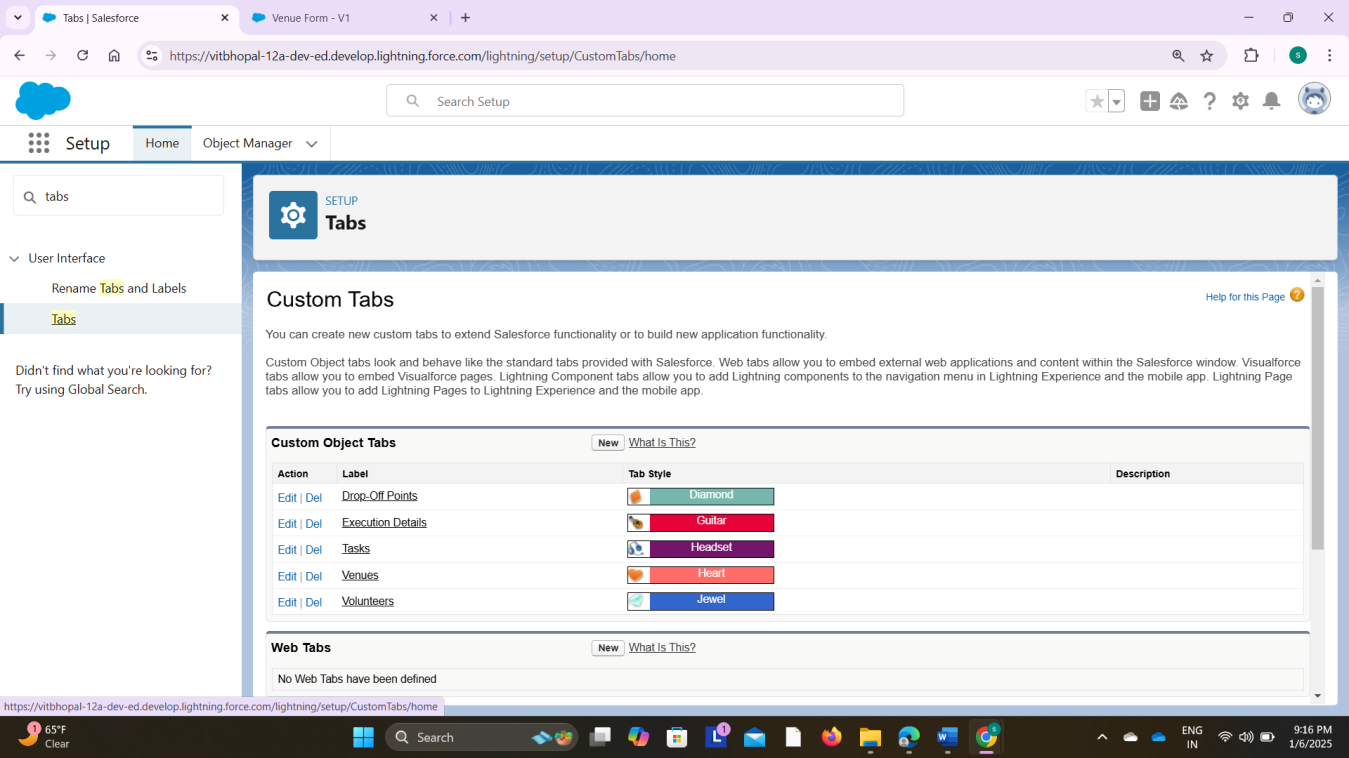 Tabs | Salesforce
Venue Form - V1
https://vitbhopal-12a-dev-ed.develop.lightning.force.com/lightning/setup/CustomTabs/home
S
Search Setup
Setup
Home
Object Manager
tabs
User Interface
Rename Tabs and Labels
Tabs
Didn't find what you're looking for?
Try using Global Search.
SETUP
Tabs
Custom Tabs
Help for this Page
You can create new custom tabs to extend Salesforce functionality or to build new application functionality.
Custom Object tabs look and behave like the standard tabs provided with Salesforce. Web tabs allow you to embed external web applications and content within the Salesforce window. Visualforce
tabs allow you to embed Visualforce pages. Lightning Component tabs allow you to add Lightning components to the navigation menu in Lightning Experience and the mobile app. Lightning Page
tabs allow you to add Lightning Pages to Lightning Experience and the mobile app.
Custom Object Tabs New What Is This?
Action Label Tab Style Description
Edit | Del Drop-Off Points Diamond
Edit | Del Execution Details Guitar
Edit | Del Tasks Headset
Edit | Del Venues Heart
Edit | Del Volunteers Jewel
Web Tabs New What Is This?
No Web Tabs have been defined
https://vitbhopal-12a-dev-ed.develop.lightning.force.com/lightning/setup/CustomTabs/home
1
65°F
Clear
Search
1
ENG
IN
9:16 PM
1/6/2025